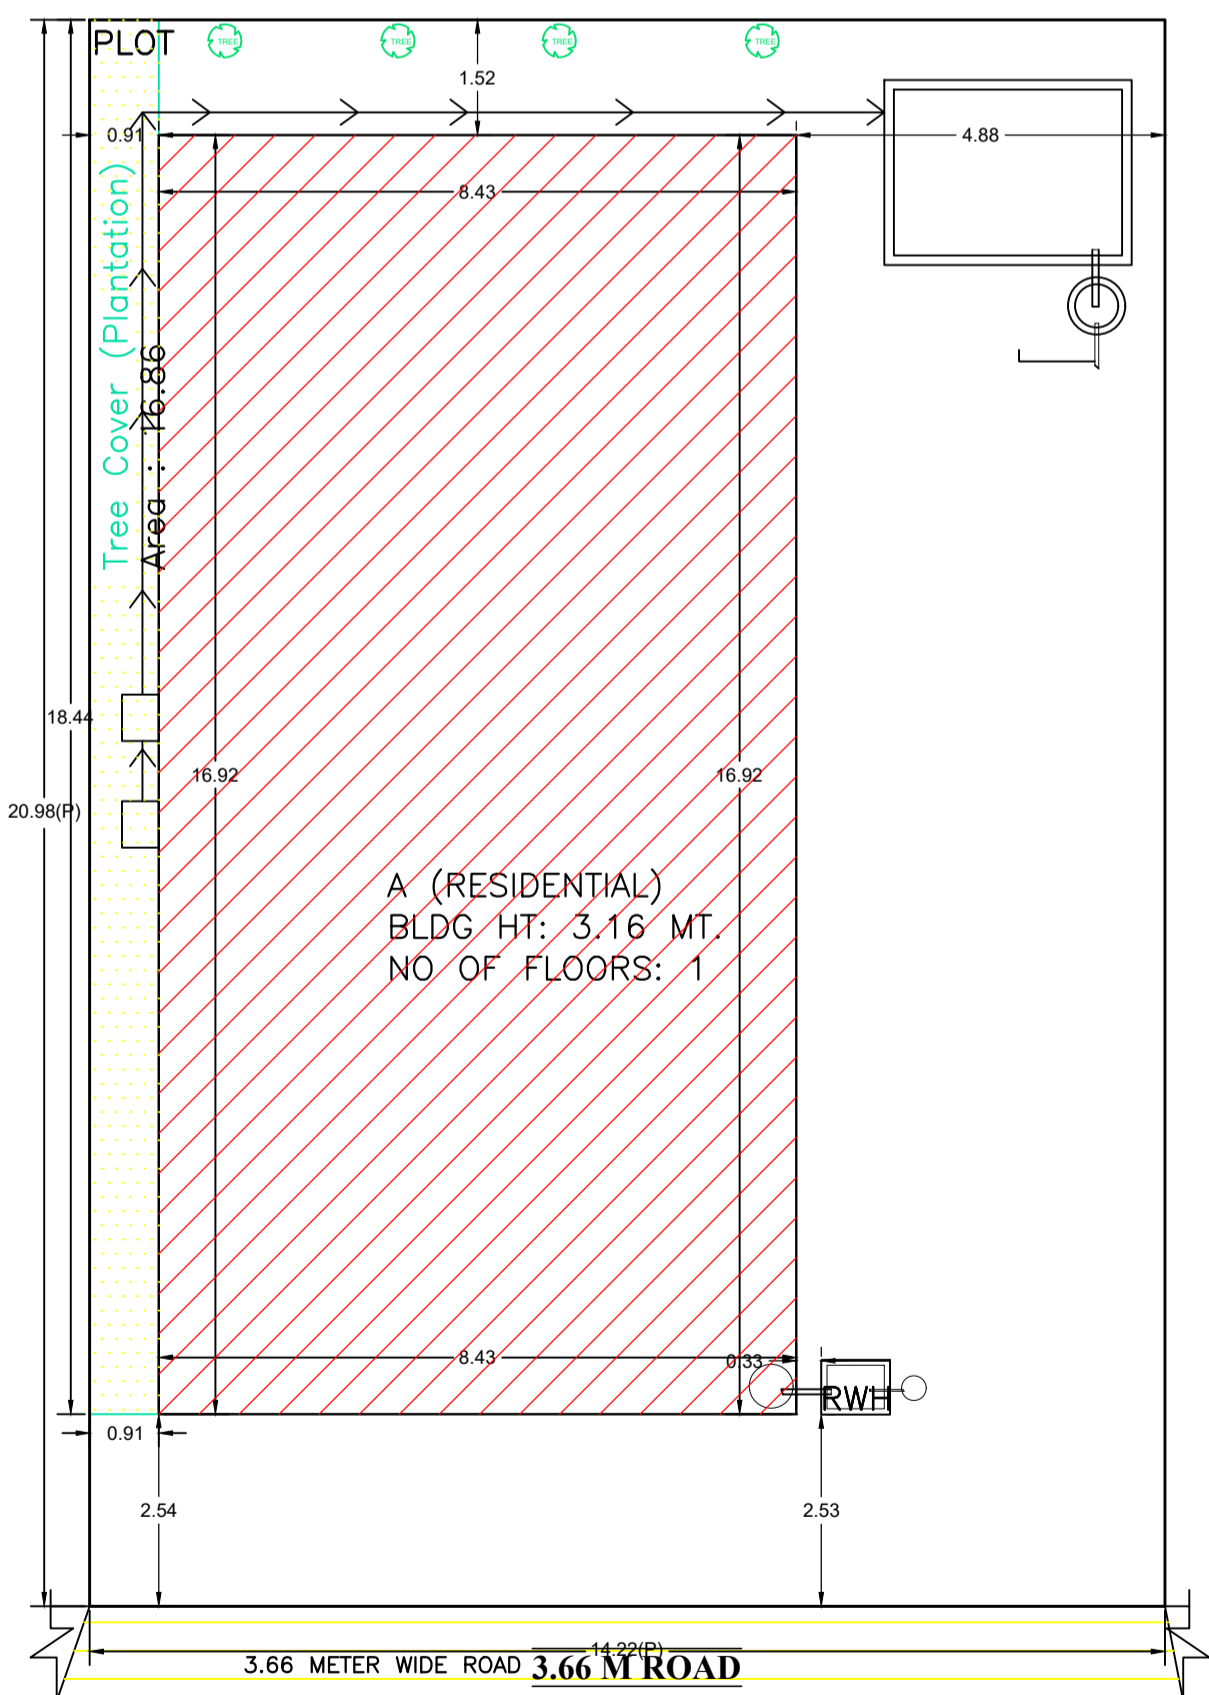 PLOT
TREE
TREE
TREE
TREE
1.52
0.91
4.88
8.43
Tree Cover (Plantation)
Area : 16.86
18.44
16.92
16.92
20.98(P)
A (RESIDENTIAL)
BLDG HT: 3.16 MT.
NO OF FLOORS: 1
8.43
0.33
RWH
0.91
2.54
2.53
14.22(P)
3.66 METER WIDE ROAD
3.66 M ROAD